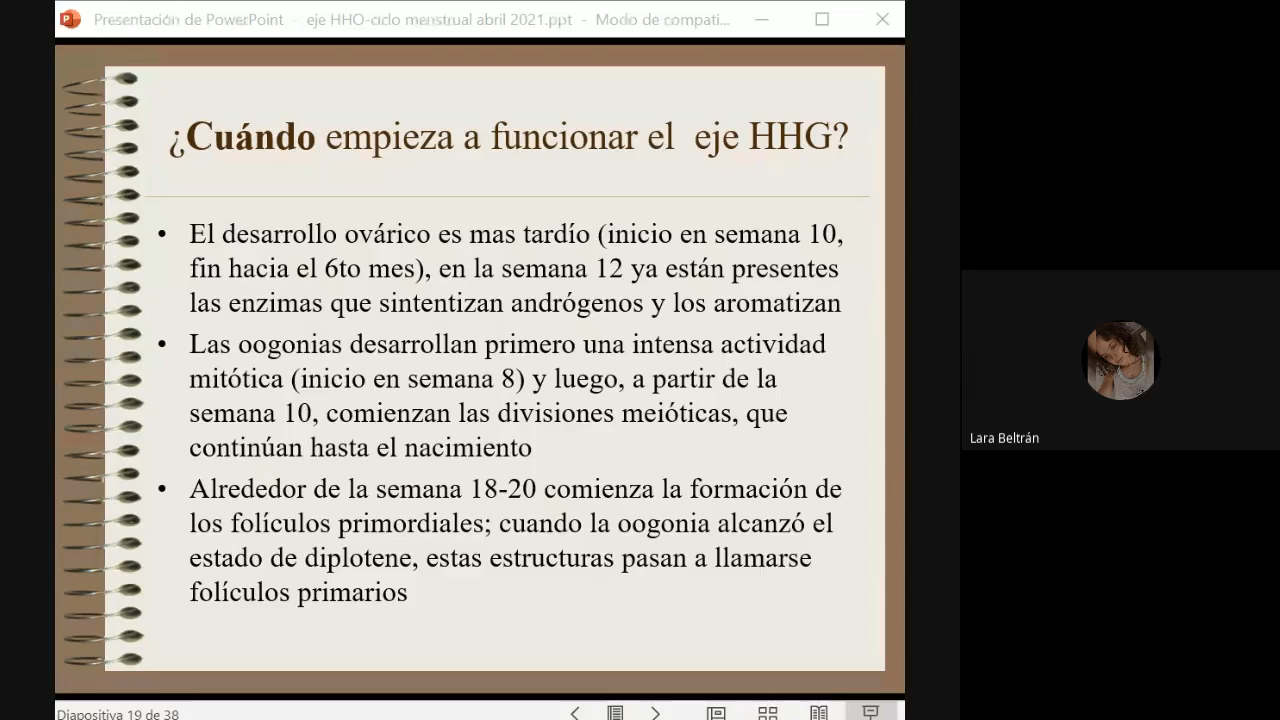 Presentación de PowerPoint - eje HHO-ciclo menstrual abril 2021.ppt - Modo de compati...
¿Cuándo empieza a funcionar el eje HHG?
• El desarrollo ovárico es mas tardío (inicio en semana 10,
fin hacia el 6to mes), en la semana 12 ya están presentes
las enzimas que sintentizan andrógenos y los aromatizan
• Las oogonias desarrollan primero una intensa actividad
mitótica (inicio en semana 8) y luego, a partir de la
semana 10, comienzan las divisiones meióticas, que
continúan hasta el nacimiento
• Alrededor de la semana 18-20 comienza la formación de
los folículos primordiales; cuando la oogonia alcanzó el
estado de diplotene, estas estructuras pasan a llamarse
folículos primarios
Lara Beltrán
Diapositiva 19 de 38